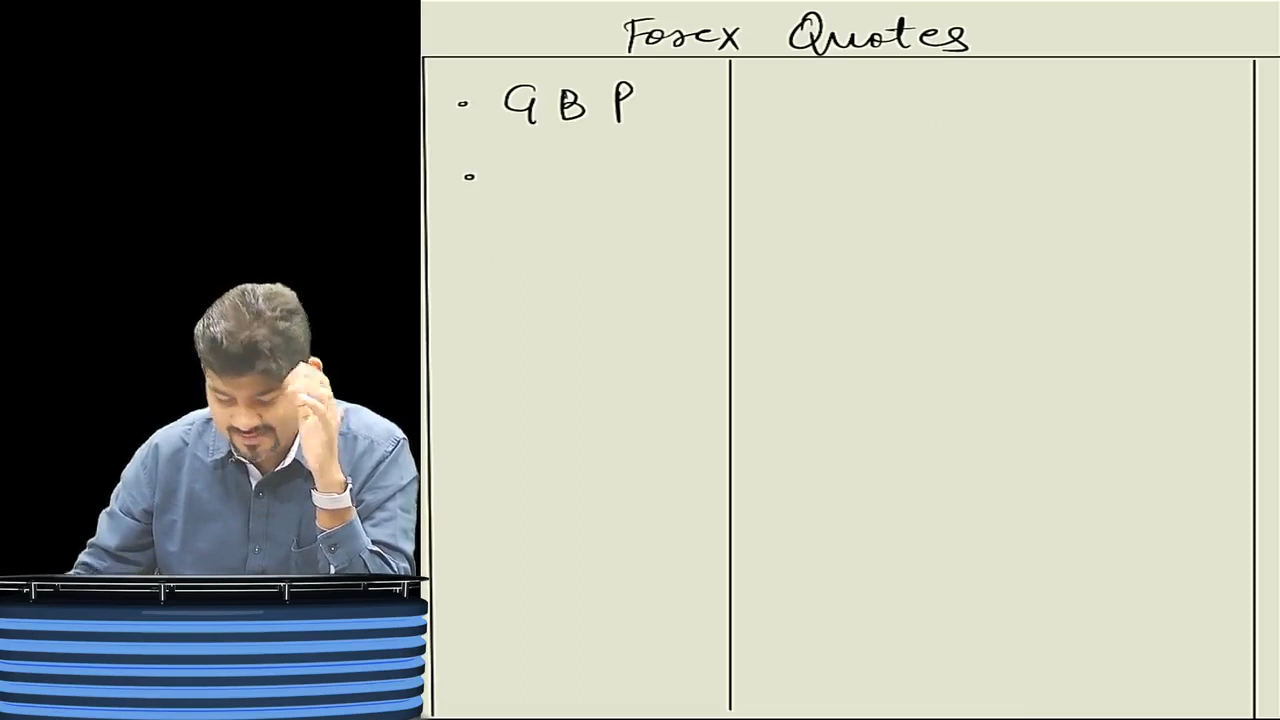 Forex Quotes
• GBP
•